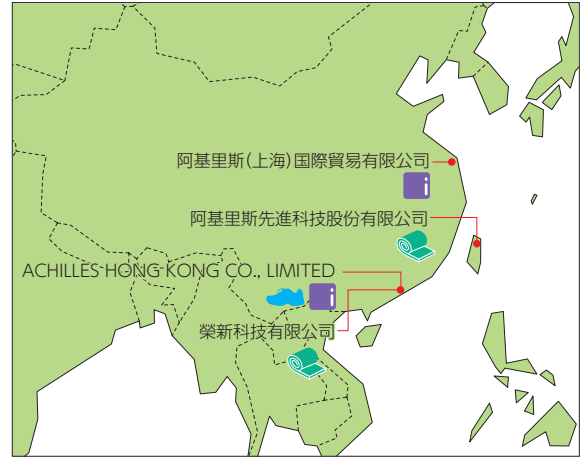 阿基里斯(上海)国際貿易有限公司
i
阿基里斯先進科技股份有限公司
ACHILLES HONG KONG CO., LIMITED
i
榮新科技有限公司